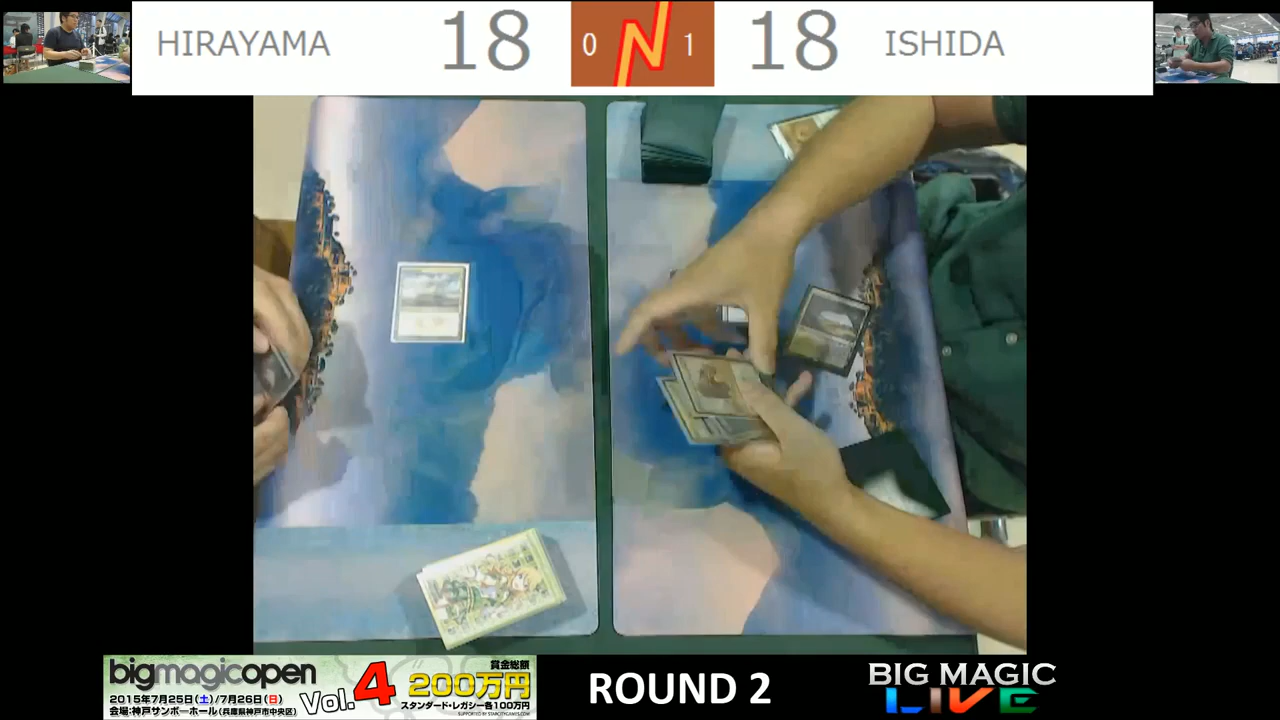 HIRAYAMA
18
0 N 1
18
ISHIDA
bigmagicopen
Vol.4
2015年7月25日(土)/7月26日(日)
会場:神戸サンボーホール(兵庫県神戸市中央区)
賞金総額
200万円
スタンダード・レガシー各100万円
SUPPORTED BY STARCITYGAMES.COM
ROUND 2
BIG MAGIC
LIVE